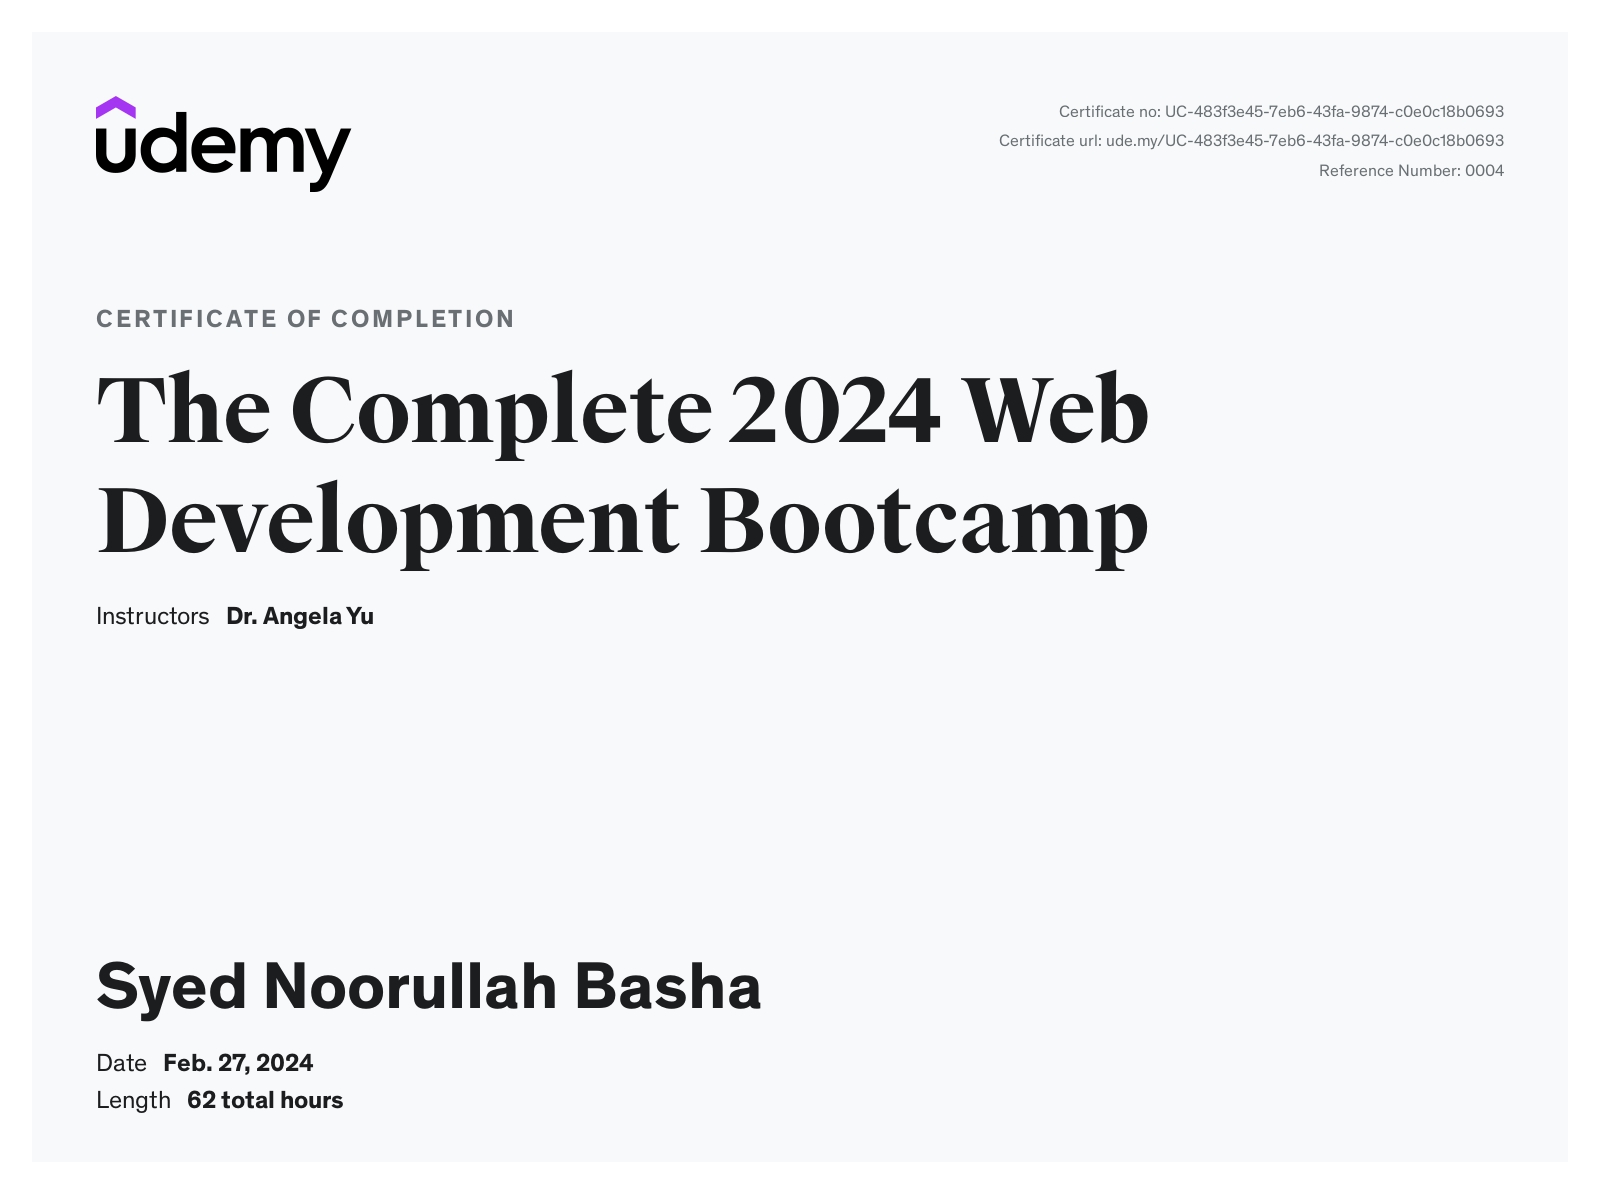 udemy
Certificate no: UC-483f3e45-7eb6-43fa-9874-c0e0c18b0693
Certificate url: ude.my/UC-483f3e45-7eb6-43fa-9874-c0e0c18b0693
Reference Number: 0004
CERTIFICATE OF COMPLETION
The Complete 2024 Web
Development Bootcamp
Instructors Dr. Angela Yu
Syed Noorullah Basha
Date Feb. 27, 2024
Length 62 total hours